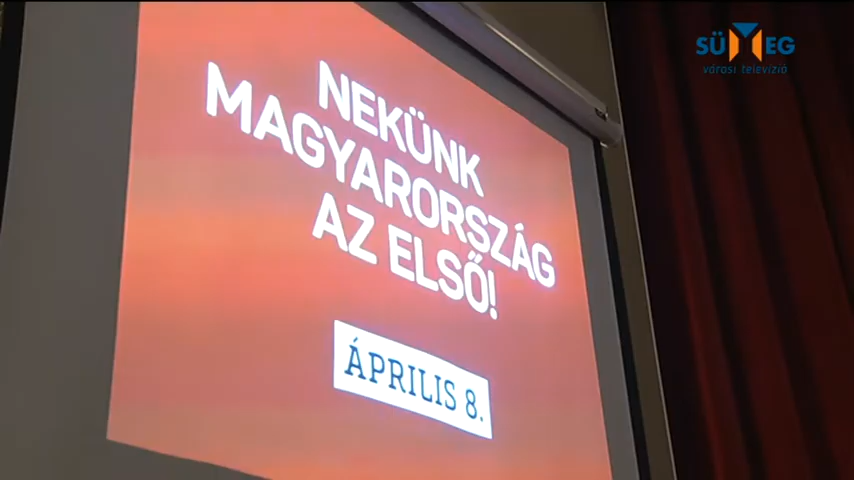 NEKÜNK
MAGYARORSZÁG
AZ ELSŐ!
ÁPRILIS 8.
SÜMEG
városi televízió